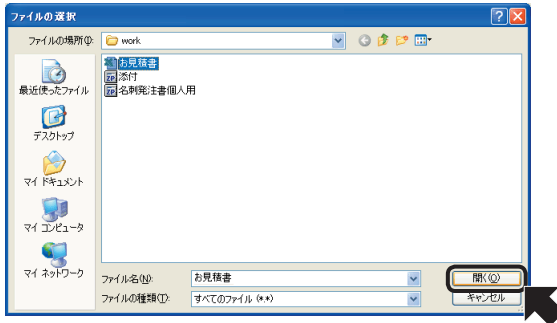 ファイルの選択
ファイルの場所(I):
work
お見積書
添付
名刺発注書個人用
最近使ったファイル
デスクトップ
マイ ドキュメント
マイ コンピュータ
マイ ネットワーク
ファイル名(N):
お見積書
開く(O)
ファイルの種類(T):
すべてのファイル (*.*)
キャンセル